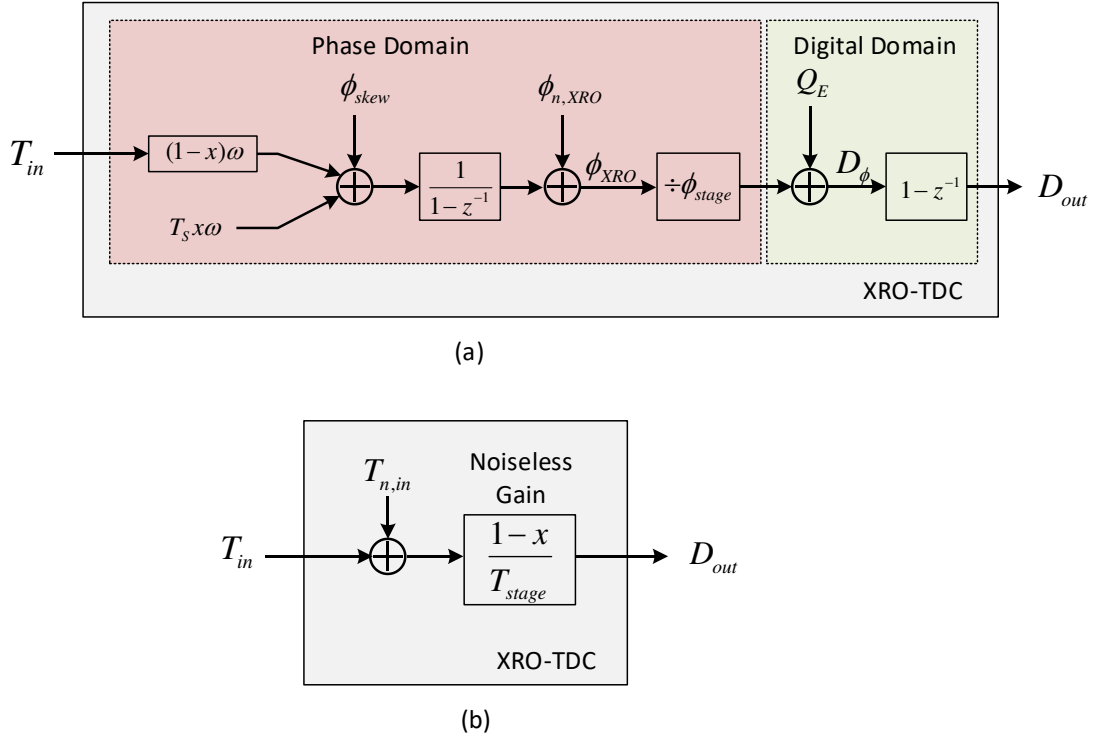 Phase Domain
Digital Domain
ϕ_skew
ϕ_n,XRO
Q_E
T_in
(1−x)ω
T_S xω
1/(1−z⁻¹)
ϕ_XRO
÷ϕ_stage
D_ϕ
1−z⁻¹
D_out
XRO-TDC
(a)
T_n,in
Noiseless
Gain
T_in
(1−x)/T_stage
D_out
XRO-TDC
(b)